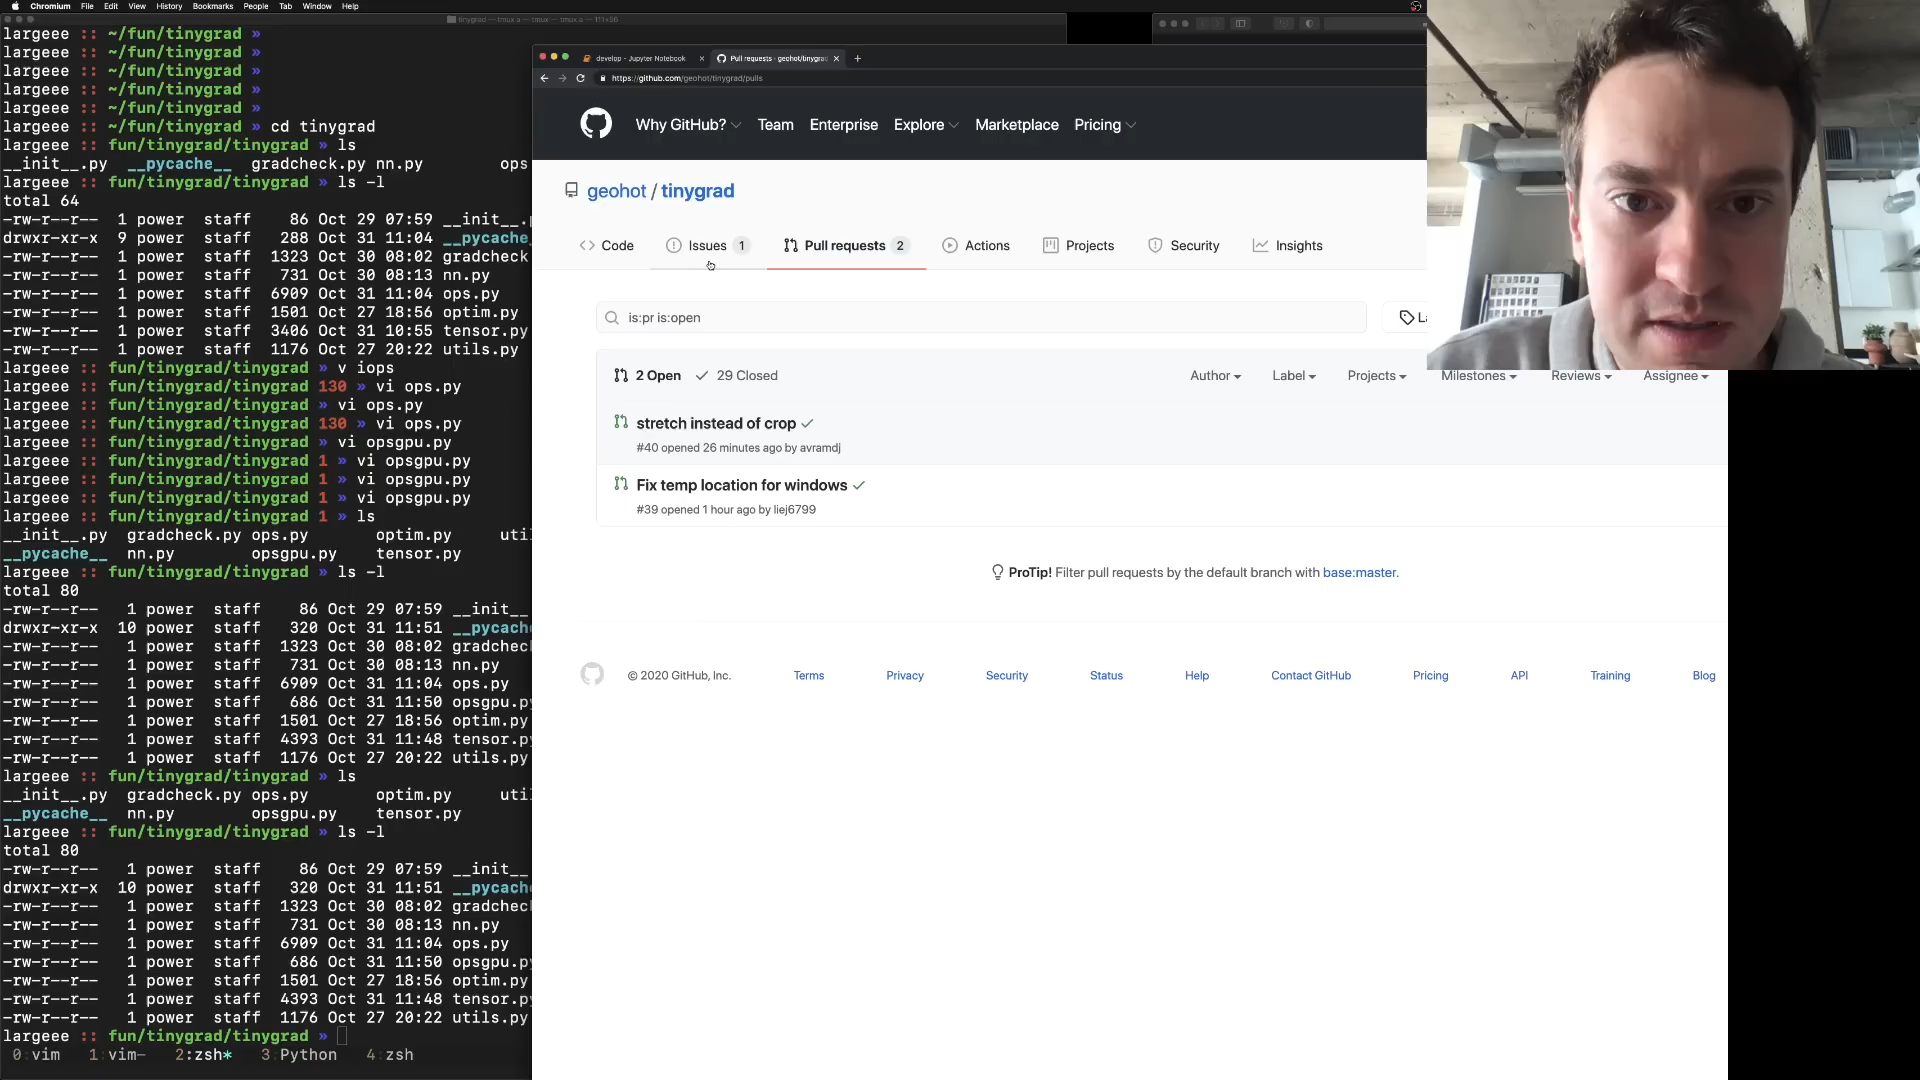 Chromium File Edit View History Bookmarks People Tab Window Help
tinygrad — tmux a — tmux — tmux a — 111×56
largeee :: ~/fun/tinygrad »
largeee :: ~/fun/tinygrad »
largeee :: ~/fun/tinygrad »
largeee :: ~/fun/tinygrad »
largeee :: ~/fun/tinygrad »
largeee :: ~/fun/tinygrad » cd tinygrad
largeee :: fun/tinygrad/tinygrad » ls
__init__.py __pycache__ gradcheck.py nn.py ops
largeee :: fun/tinygrad/tinygrad » ls -l
total 64
-rw-r--r-- 1 power staff 86 Oct 29 07:59 __init__.
drwxr-xr-x 9 power staff 288 Oct 31 11:04 __pycache_
-rw-r--r-- 1 power staff 1323 Oct 30 08:02 gradcheck
-rw-r--r-- 1 power staff 731 Oct 30 08:13 nn.py
-rw-r--r-- 1 power staff 6909 Oct 31 11:04 ops.py
-rw-r--r-- 1 power staff 1501 Oct 27 18:56 optim.py
-rw-r--r-- 1 power staff 3406 Oct 31 10:55 tensor.py
-rw-r--r-- 1 power staff 1176 Oct 27 20:22 utils.py
largeee :: fun/tinygrad/tinygrad » v iops
largeee :: fun/tinygrad/tinygrad 130 » vi ops.py
largeee :: fun/tinygrad/tinygrad » vi ops.py
largeee :: fun/tinygrad/tinygrad 130 » vi ops.py
largeee :: fun/tinygrad/tinygrad » vi opsgpu.py
largeee :: fun/tinygrad/tinygrad 1 » vi opsgpu.py
largeee :: fun/tinygrad/tinygrad 1 » vi opsgpu.py
largeee :: fun/tinygrad/tinygrad 1 » vi opsgpu.py
largeee :: fun/tinygrad/tinygrad 1 » ls
__init__.py gradcheck.py ops.py optim.py uti
__pycache__ nn.py opsgpu.py tensor.py
largeee :: fun/tinygrad/tinygrad » ls -l
total 80
-rw-r--r-- 1 power staff 86 Oct 29 07:59 __init__
drwxr-xr-x 10 power staff 320 Oct 31 11:51 __pycach
-rw-r--r-- 1 power staff 1323 Oct 30 08:02 gradchec
-rw-r--r-- 1 power staff 731 Oct 30 08:13 nn.py
-rw-r--r-- 1 power staff 6909 Oct 31 11:04 ops.py
-rw-r--r-- 1 power staff 686 Oct 31 11:50 opsgpu.p
-rw-r--r-- 1 power staff 1501 Oct 27 18:56 optim.py
-rw-r--r-- 1 power staff 4393 Oct 31 11:48 tensor.p
-rw-r--r-- 1 power staff 1176 Oct 27 20:22 utils.py
largeee :: fun/tinygrad/tinygrad » ls
__init__.py gradcheck.py ops.py optim.py uti
__pycache__ nn.py opsgpu.py tensor.py
largeee :: fun/tinygrad/tinygrad » ls -l
total 80
-rw-r--r-- 1 power staff 86 Oct 29 07:59 __init__
drwxr-xr-x 10 power staff 320 Oct 31 11:51 __pycach
-rw-r--r-- 1 power staff 1323 Oct 30 08:02 gradchec
-rw-r--r-- 1 power staff 731 Oct 30 08:13 nn.py
-rw-r--r-- 1 power staff 6909 Oct 31 11:04 ops.py
-rw-r--r-- 1 power staff 686 Oct 31 11:50 opsgpu.p
-rw-r--r-- 1 power staff 1501 Oct 27 18:56 optim.py
-rw-r--r-- 1 power staff 4393 Oct 31 11:48 tensor.p
-rw-r--r-- 1 power staff 1176 Oct 27 20:22 utils.py
largeee :: fun/tinygrad/tinygrad »
0 vim 1 vim- 2:zsh* 3 Python 4 zsh
develop - Jupyter Notebook Pull requests · geohot/tinygrad
https://github.com/geohot/tinygrad/pulls
Why GitHub? Team Enterprise Explore Marketplace Pricing
geohot / tinygrad
Code Issues 1 Pull requests 2 Actions Projects Security Insights
is:pr is:open
2 Open 29 Closed Author Label Projects Milestones Reviews Assignee
stretch instead of crop
#40 opened 26 minutes ago by avramdj
Fix temp location for windows
#39 opened 1 hour ago by liej6799
ProTip! Filter pull requests by the default branch with base:master.
© 2020 GitHub, Inc. Terms Privacy Security Status Help Contact GitHub Pricing API Training Blog